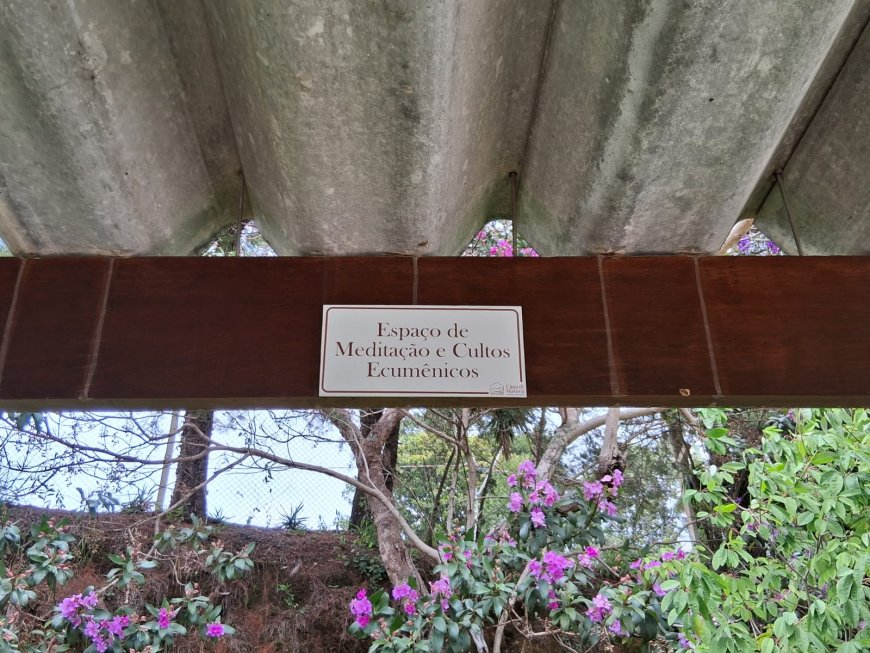 Espaço de
Meditação e Cultos
Ecumênicos